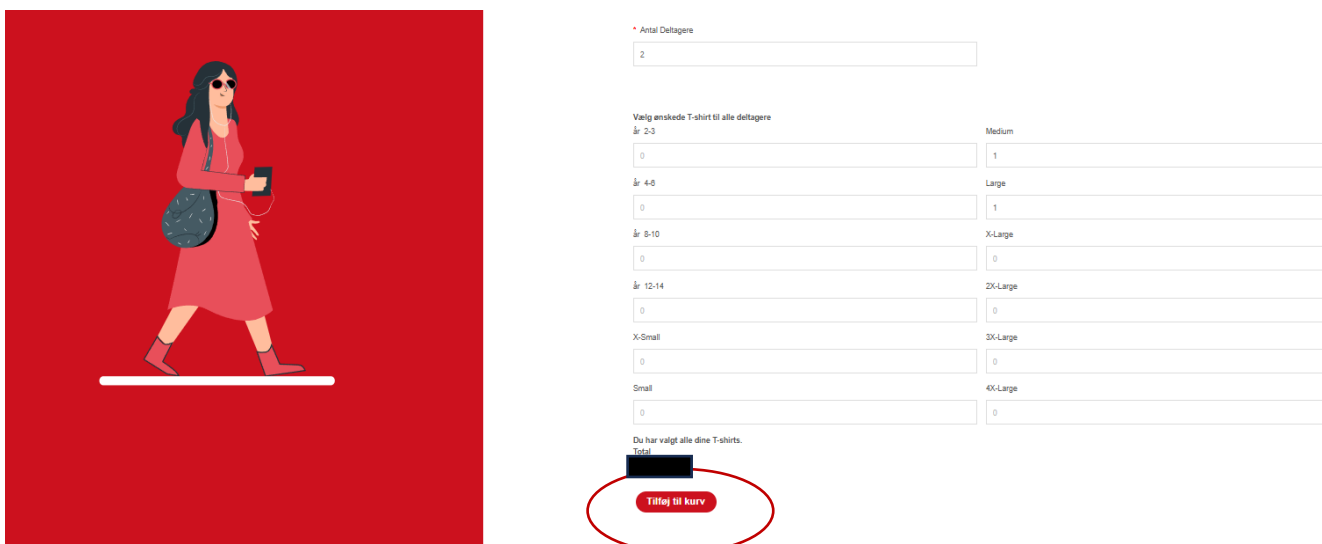 * Antal Deltagere
2
Vælg ønskede T-shirt til alle deltagere
år 2-3
0
år 4-6
0
år 8-10
0
år 12-14
0
X-Small
0
Small
0
Medium
1
Large
1
X-Large
0
2X-Large
0
3X-Large
0
4X-Large
0
Du har valgt alle dine T-shirts.
Total
Tilføj til kurv